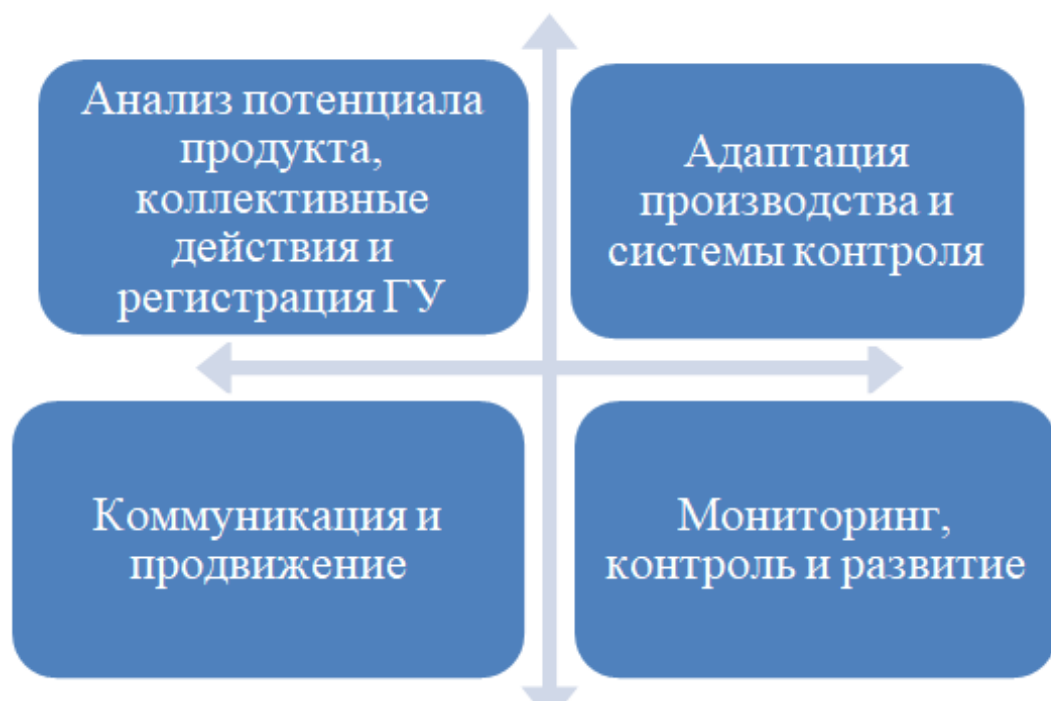 Анализ потенциала
продукта,
коллективные
действия и
регистрация ГУ
Адаптация
производства и
системы контроля
Коммуникация и
продвижение
Мониторинг,
контроль и развитие